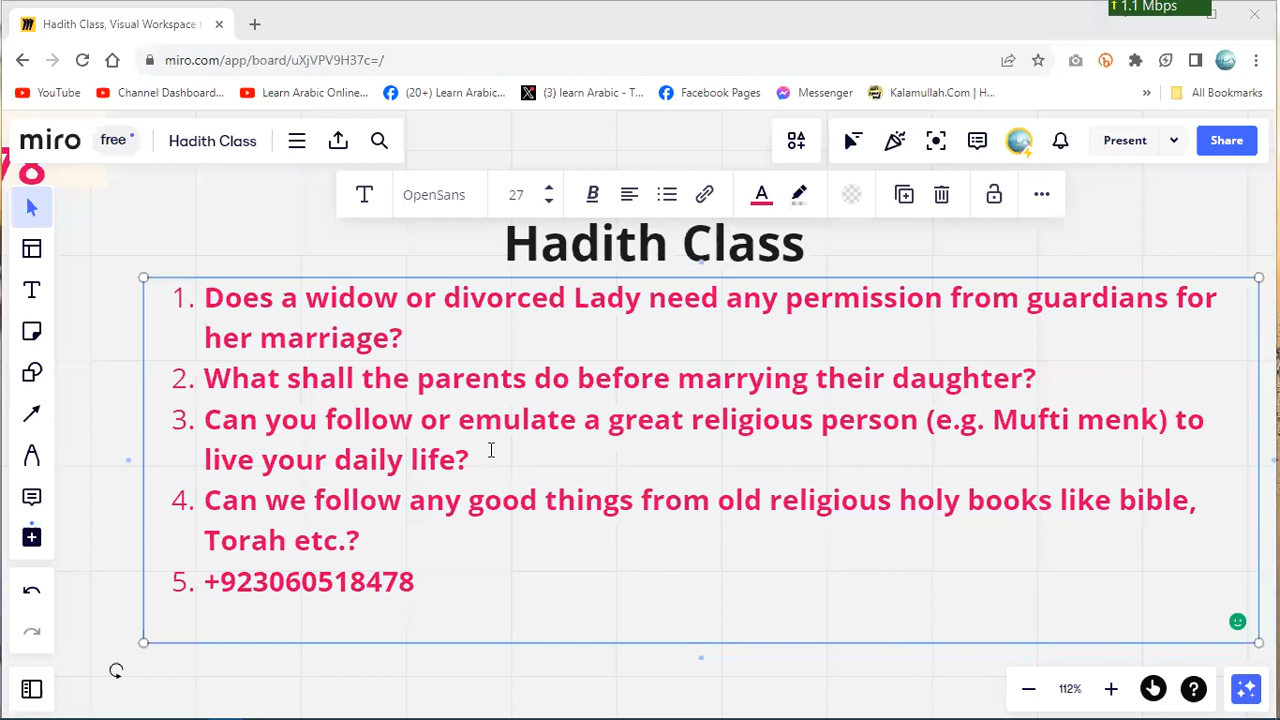 1.1 Mbps
Hadith Class, Visual Workspace
miro.com/app/board/uXjVPV9H37c=/
YouTube Channel Dashboard... Learn Arabic Online... (20+) Learn Arabic... (3) learn Arabic - T... Facebook Pages Messenger Kalamullah.Com | H... » All Bookmarks
miro free Hadith Class Present Share
78
T OpenSans 27 B A
Hadith Class
1. Does a widow or divorced Lady need any permission from guardians for
her marriage?
2. What shall the parents do before marrying their daughter?
3. Can you follow or emulate a great religious person (e.g. Mufti menk) to
live your daily life?
4. Can we follow any good things from old religious holy books like bible,
Torah etc.?
5. +923060518478
112%